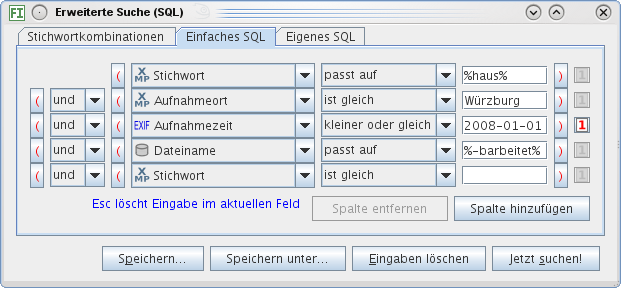 FI Erweiterte Suche (SQL)
Stichwortkombinationen Einfaches SQL Eigenes SQL
( XMP Stichwort passt auf %haus% ) 1
( und ( XMP Aufnahmeort ist gleich Würzburg ) 1
( und ( EXIF Aufnahmezeit kleiner oder gleich 2008-01-01 ) 1
( und ( Dateiname passt auf %-barbeitet% ) 1
( und ( XMP Stichwort ist gleich ) 1
Esc löscht Eingabe im aktuellen Feld Spalte entfernen Spalte hinzufügen
Speichern... Speichern unter... Eingaben löschen Jetzt suchen!